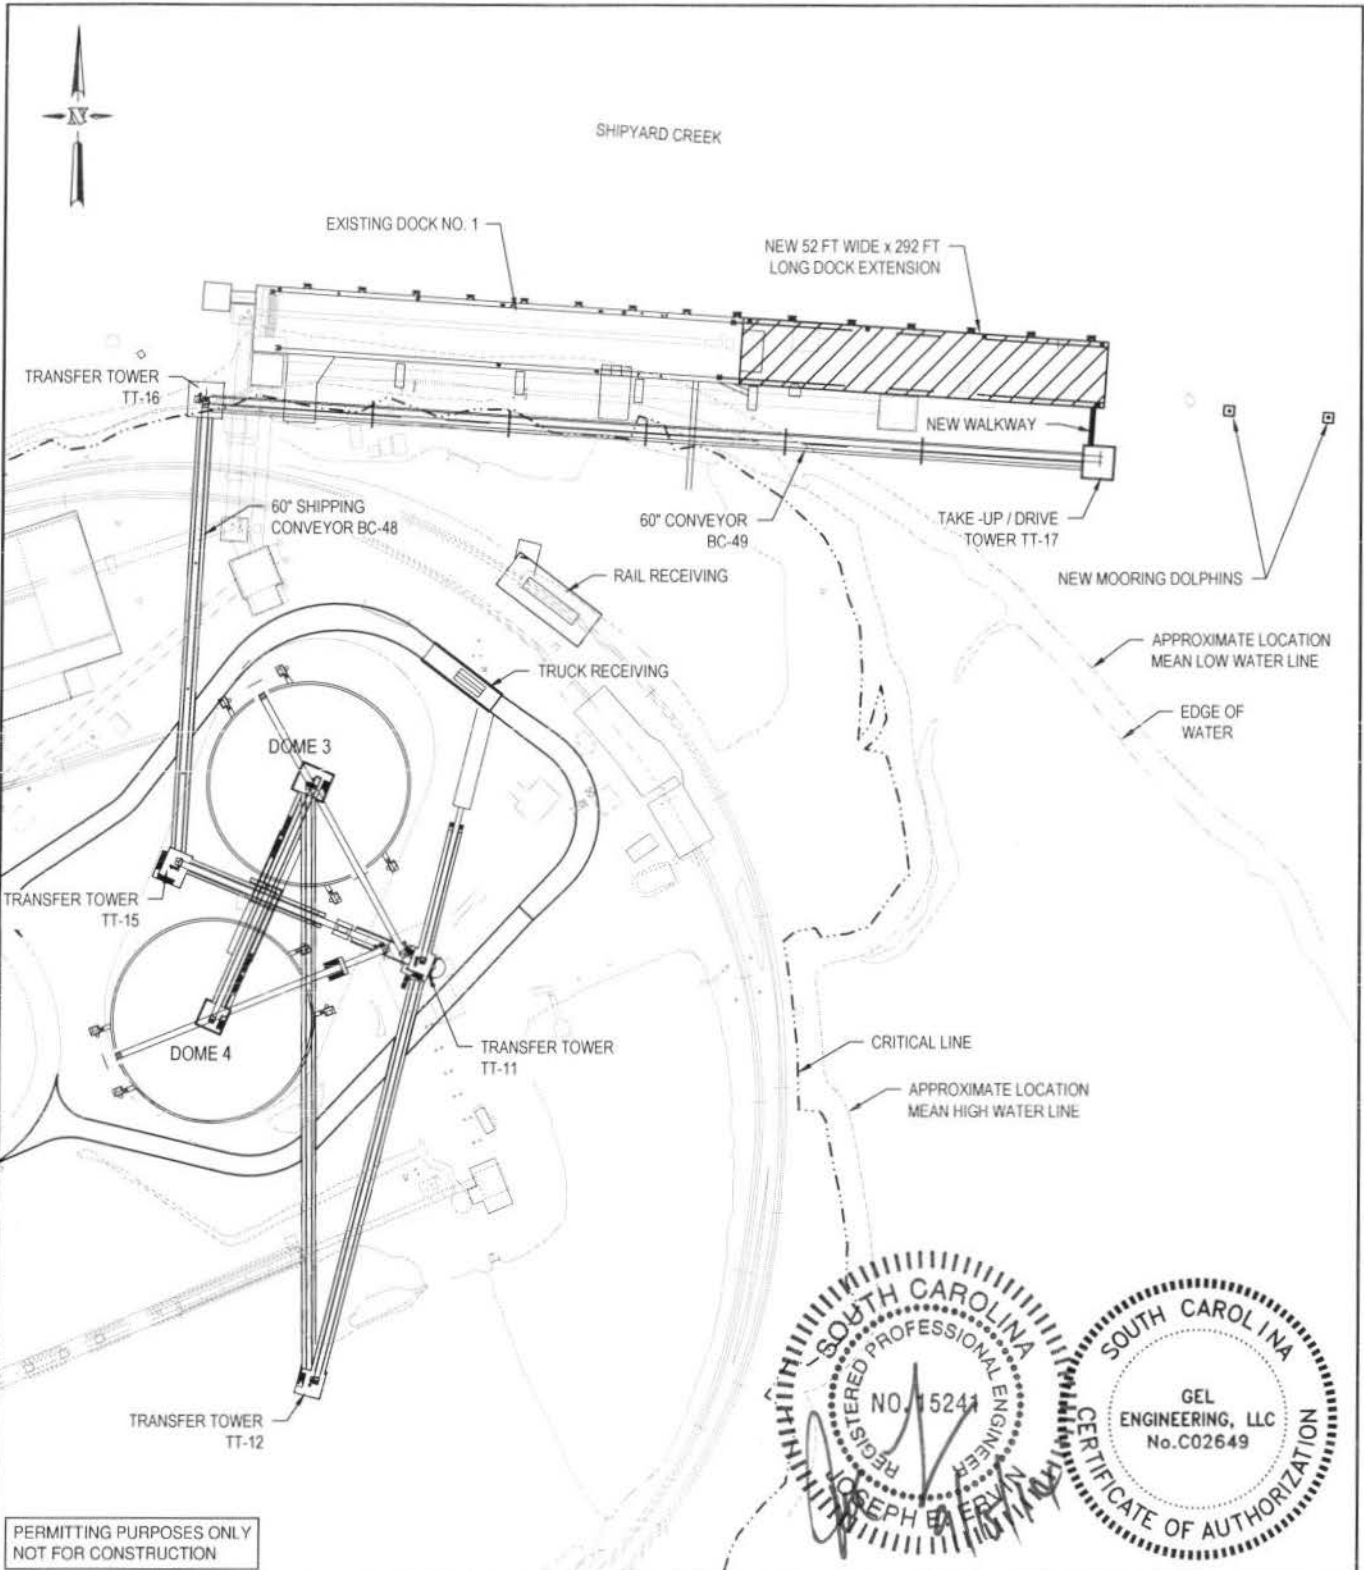 N
SHIPYARD CREEK
EXISTING DOCK NO. 1
NEW 52 FT WIDE x 292 FT
LONG DOCK EXTENSION
TRANSFER TOWER
TT-16
NEW WALKWAY
60" SHIPPING
CONVEYOR BC-48
60" CONVEYOR
BC-49
TAKE -UP / DRIVE
TOWER TT-17
NEW MOORING DOLPHINS
RAIL RECEIVING
APPROXIMATE LOCATION
MEAN LOW WATER LINE
TRUCK RECEIVING
EDGE OF
WATER
DOME 3
TRANSFER TOWER
TT-15
DOME 4
TRANSFER TOWER
TT-11
CRITICAL LINE
APPROXIMATE LOCATION
MEAN HIGH WATER LINE
TRANSFER TOWER
TT-12
SOUTH CAROLINA
REGISTERED PROFESSIONAL ENGINEER
NO. 15241
JOSEPH E. ERVIN
SOUTH CAROLINA
GEL
ENGINEERING, LLC
No.C02649
CERTIFICATE OF AUTHORIZATION
PERMITTING PURPOSES ONLY
NOT FOR CONSTRUCTION